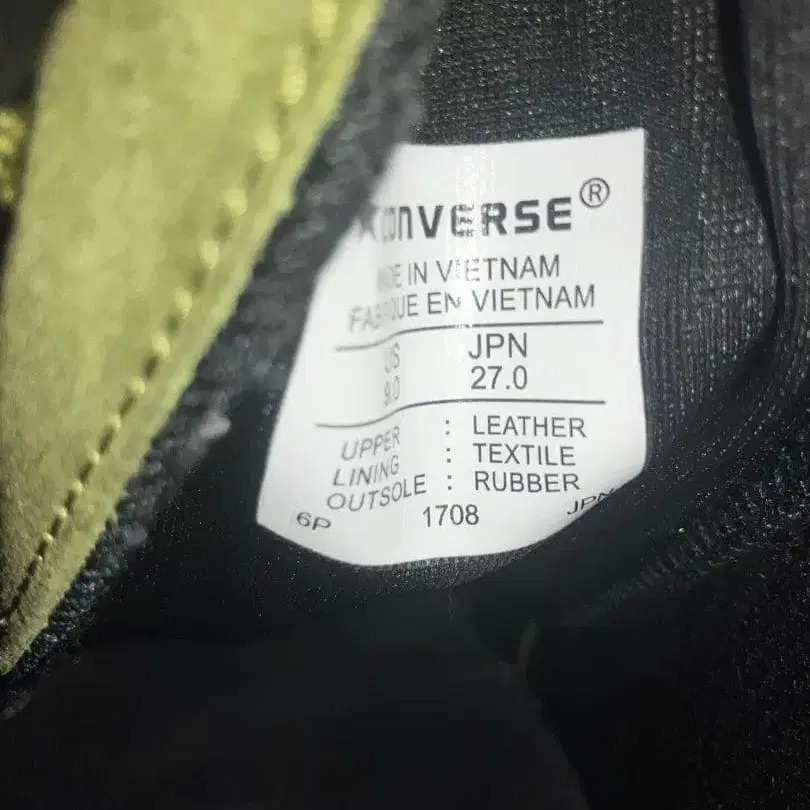 CONVERSE®
MADE IN VIETNAM
FABRIQUE EN VIETNAM
US JPN
9.0 27.0
UPPER : LEATHER
LINING : TEXTILE
OUTSOLE : RUBBER
6P 1708 JPN